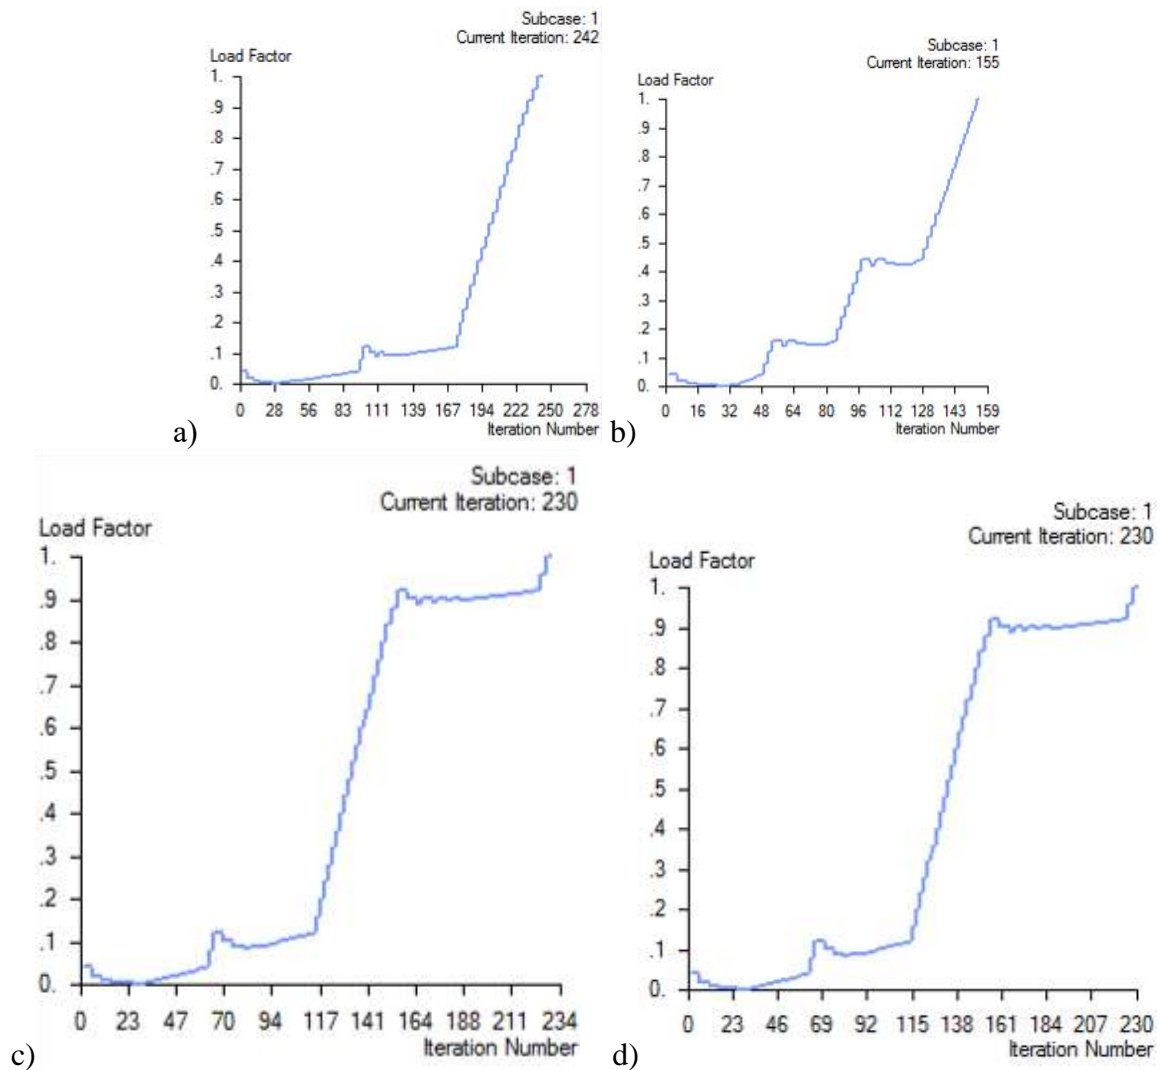 Subcase: 1
Current Iteration: 242
Load Factor
1.
.9
.8
.7
.6
.5
.4
.3
.2
.1
0.
0 28 56 83 111 139 167 194 222 250 278
Iteration Number
a)
Subcase: 1
Current Iteration: 155
Load Factor
1.
.9
.8
.7
.6
.5
.4
.3
.2
.1
0.
0 16 32 48 64 80 96 112 128 143 159
Iteration Number
b)
Subcase: 1
Current Iteration: 230
Load Factor
1.
.9
.8
.7
.6
.5
.4
.3
.2
.1
0.
0 23 47 70 94 117 141 164 188 211 234
Iteration Number
c)
Subcase: 1
Current Iteration: 230
Load Factor
1.
.9
.8
.7
.6
.5
.4
.3
.2
.1
0.
0 23 46 69 92 115 138 161 184 207 230
Iteration Number
d)